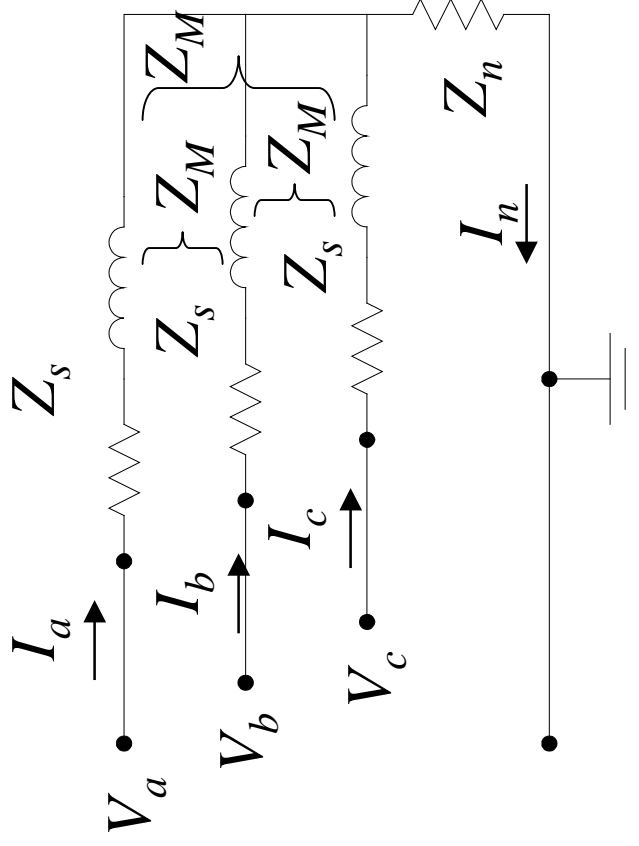 Z_s
Z_M
Z_M
Z_s
Z_M
Z_s
Z_n
I_a
I_b
I_c
I_n
V_a
V_b
V_c